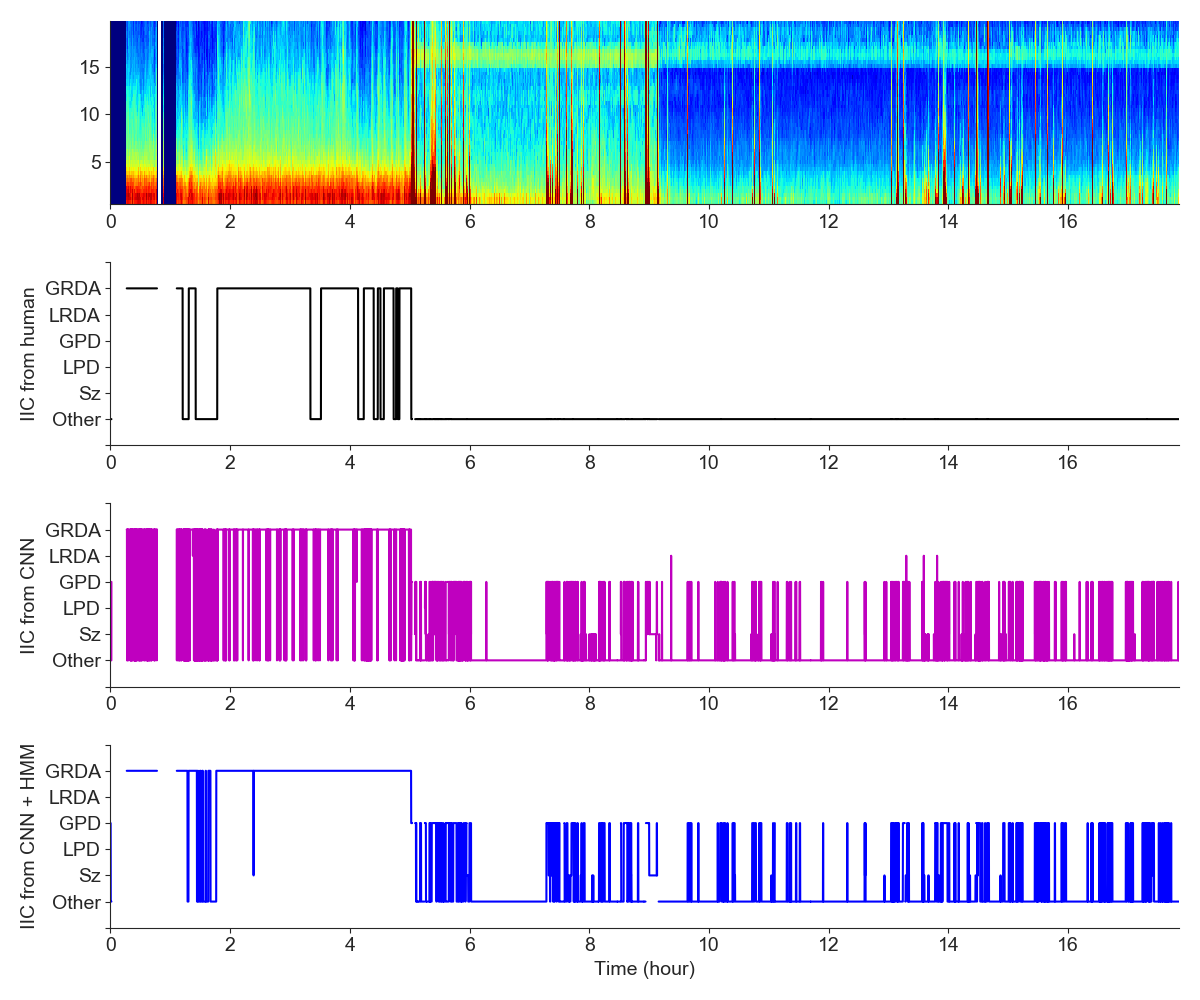 15
10
5
0 2 4 6 8 10 12 14 16
IIC from human
GRDA
LRDA
GPD
LPD
Sz
Other
0 2 4 6 8 10 12 14 16
IIC from CNN
GRDA
LRDA
GPD
LPD
Sz
Other
0 2 4 6 8 10 12 14 16
IIC from CNN + HMM
GRDA
LRDA
GPD
LPD
Sz
Other
0 2 4 6 8 10 12 14 16
Time (hour)